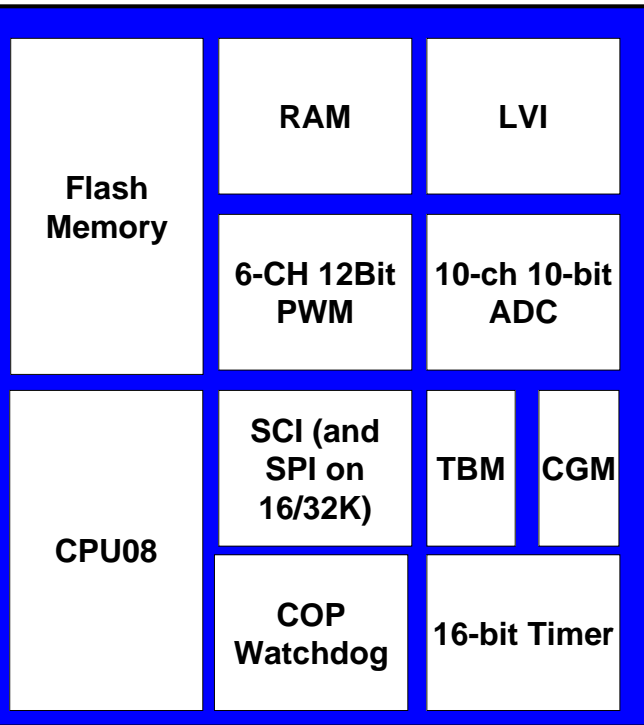 Flash
Memory
RAM
LVI
6-CH 12Bit
PWM
10-ch 10-bit
ADC
CPU08
SCI (and
SPI on
16/32K)
TBM
CGM
COP
Watchdog
16-bit Timer